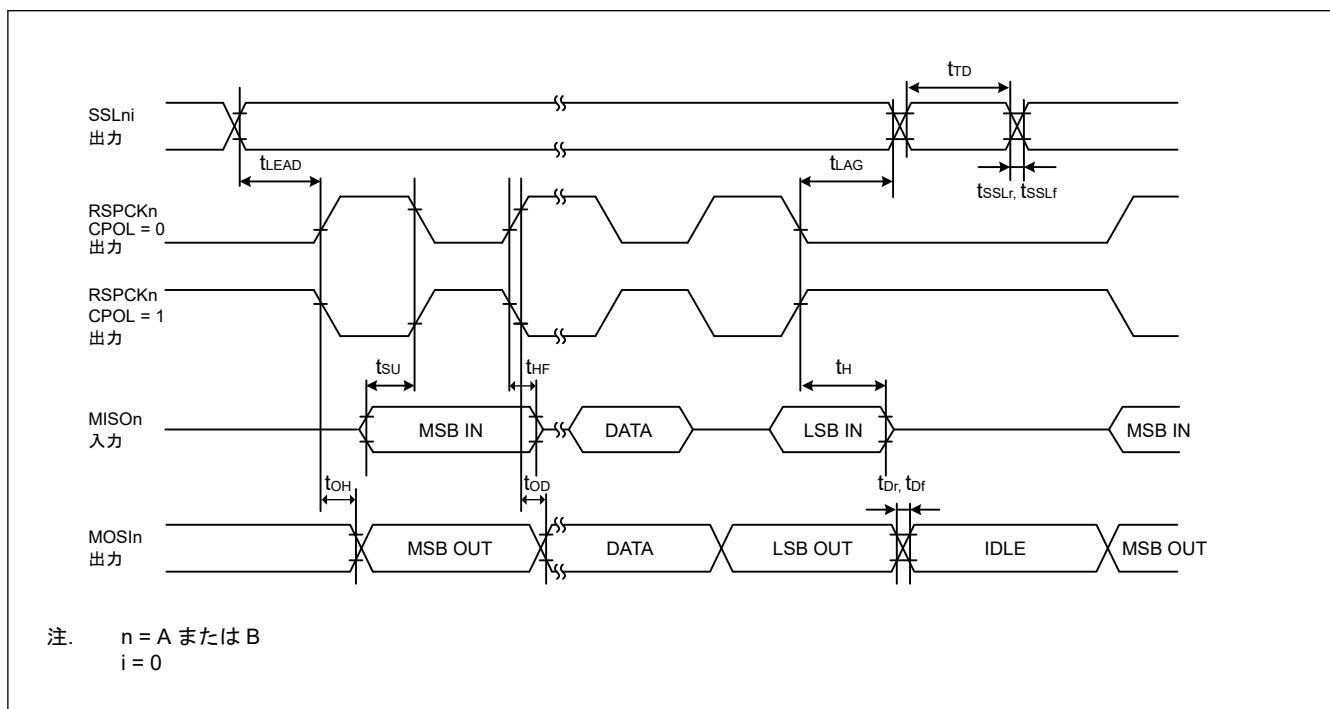 tTD
SSLni
出力
tLEAD
tLAG
tSSLr, tSSLf
RSPCKn
CPOL = 0
出力
RSPCKn
CPOL = 1
出力
tSU
tHF
tH
MISOn
入力
MSB IN
DATA
LSB IN
MSB IN
tOH
tOD
tDr, tDf
MOSIn
出力
MSB OUT
DATA
LSB OUT
IDLE
MSB OUT
注. n = A または B
i = 0